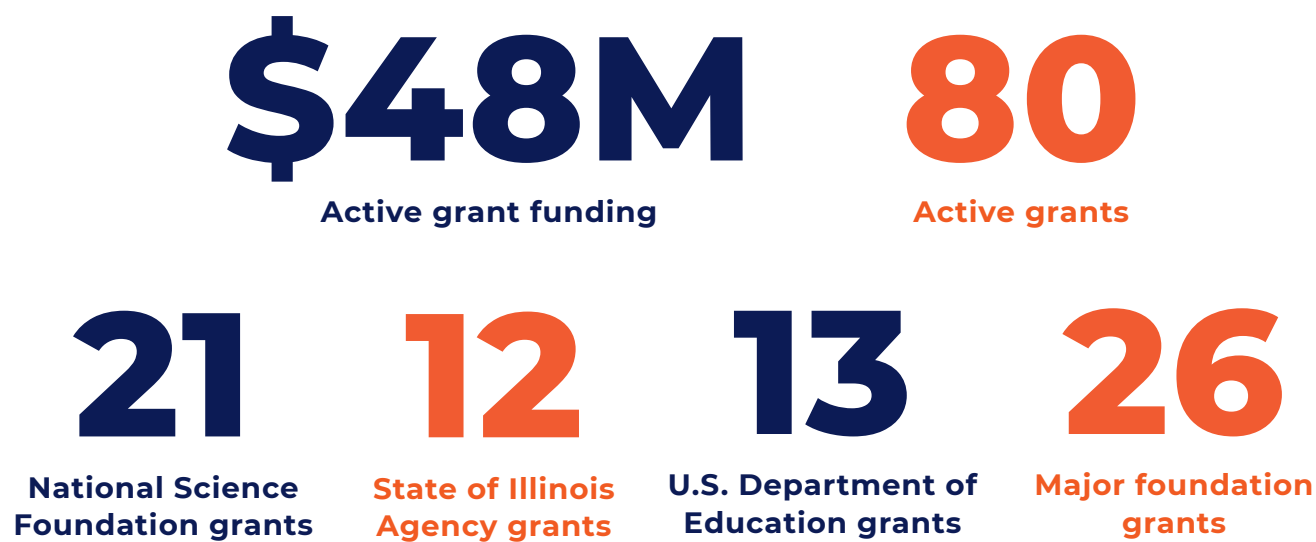 $48M
Active grant funding
80
Active grants
21
National Science
Foundation grants
12
State of Illinois
Agency grants
13
U.S. Department of
Education grants
26
Major foundation
grants